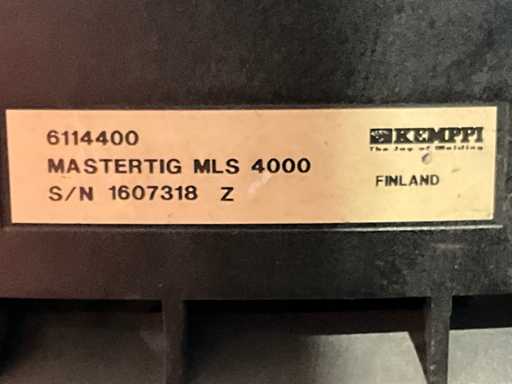 6114400
MASTERTIG MLS 4000
S/N 1607318 Z
KEMPPI
The Joy of Welding
FINLAND